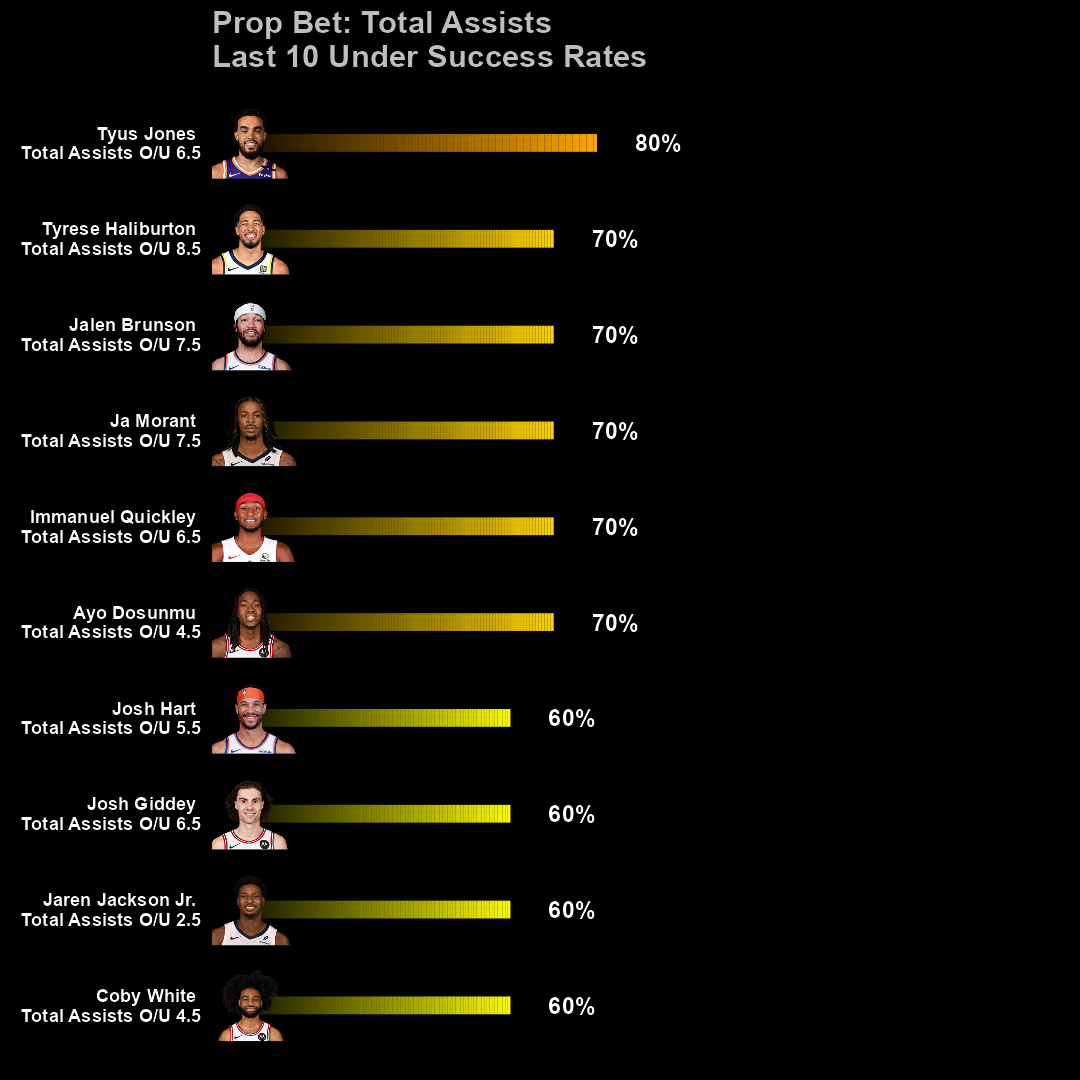 Prop Bet: Total Assists
Last 10 Under Success Rates
Tyus Jones
Total Assists O/U 6.5
80%
Tyrese Haliburton
Total Assists O/U 8.5
70%
Jalen Brunson
Total Assists O/U 7.5
70%
Ja Morant
Total Assists O/U 7.5
70%
Immanuel Quickley
Total Assists O/U 6.5
70%
Ayo Dosunmu
Total Assists O/U 4.5
70%
Josh Hart
Total Assists O/U 5.5
60%
Josh Giddey
Total Assists O/U 6.5
60%
Jaren Jackson Jr.
Total Assists O/U 2.5
60%
Coby White
Total Assists O/U 4.5
60%